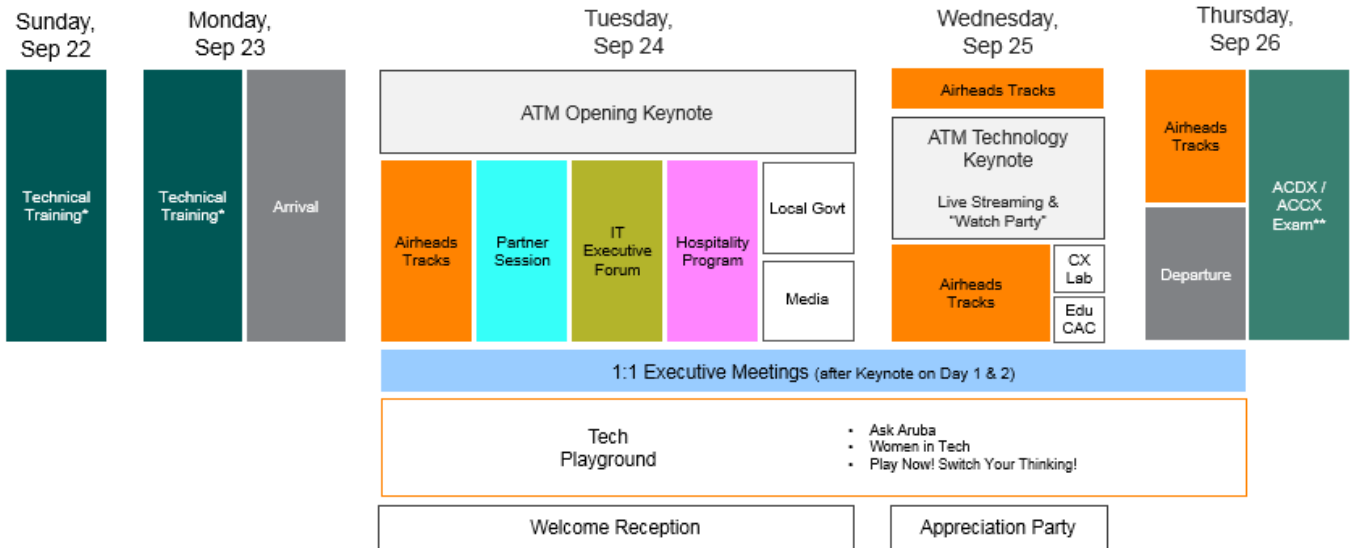 Sunday,
Sep 22
Monday,
Sep 23
Tuesday,
Sep 24
Wednesday,
Sep 25
Thursday,
Sep 26
Technical
Training*
Technical
Training*
Arrival
ATM Opening Keynote
Airheads
Tracks
Partner
Session
IT
Executive
Forum
Hospitality
Program
Local Govt
Media
Airheads Tracks
ATM Technology
Keynote
Live Streaming &
"Watch Party"
Airheads
Tracks
CX
Lab
Edu
CAC
Airheads
Tracks
Departure
ACDX /
ACCX
Exam**
1:1 Executive Meetings (after Keynote on Day 1 & 2)
Tech
Playground
• Ask Aruba
• Women in Tech
• Play Now! Switch Your Thinking!
Welcome Reception
Appreciation Party